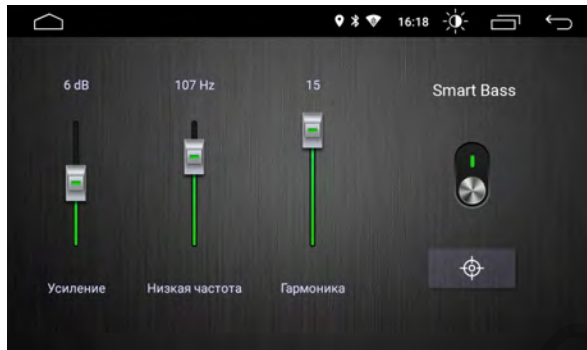 16:18
6 dB
107 Hz
15
Smart Bass
Усиление
Низкая частота
Гармоника